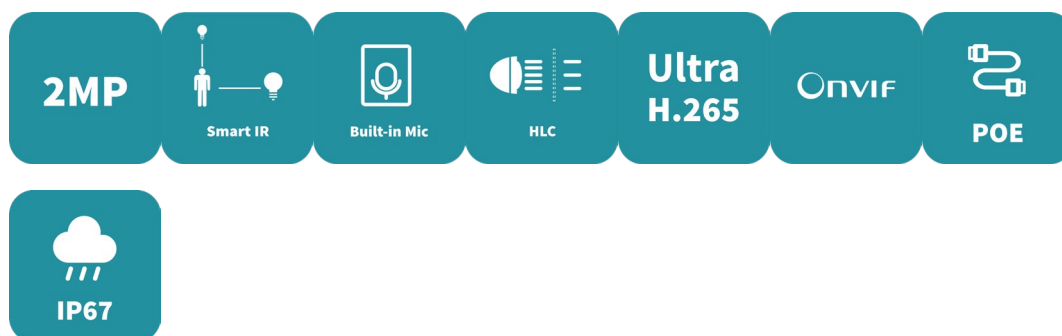 2MP
Smart IR
Built-in Mic
HLC
Ultra
H.265
ONVIF
POE
IP67